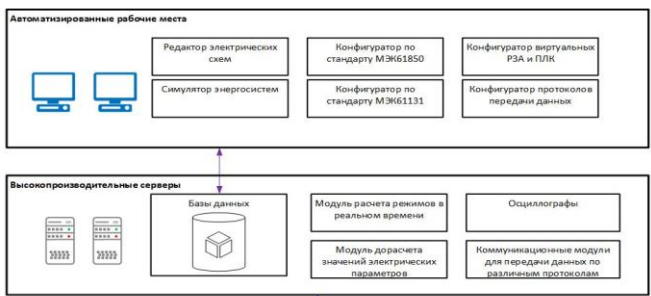 Автоматизированные рабочие места
Редактор электрических
схем
Конфигуратор по
стандарту МЭК61850
Конфигуратор виртуальных
РЗА и ПЛК
Симулятор энергосистем
Конфигуратор по
стандарту МЭК61131
Конфигуратор протоколов
передачи данных
Высокопроизводительные серверы
Базы данных
Модуль расчета режимов в
реальном времени
Осциллографы
Модуль дорасчета
значений электрических
параметров
Коммуникационные модули
для передачи данных по
различным протоколам